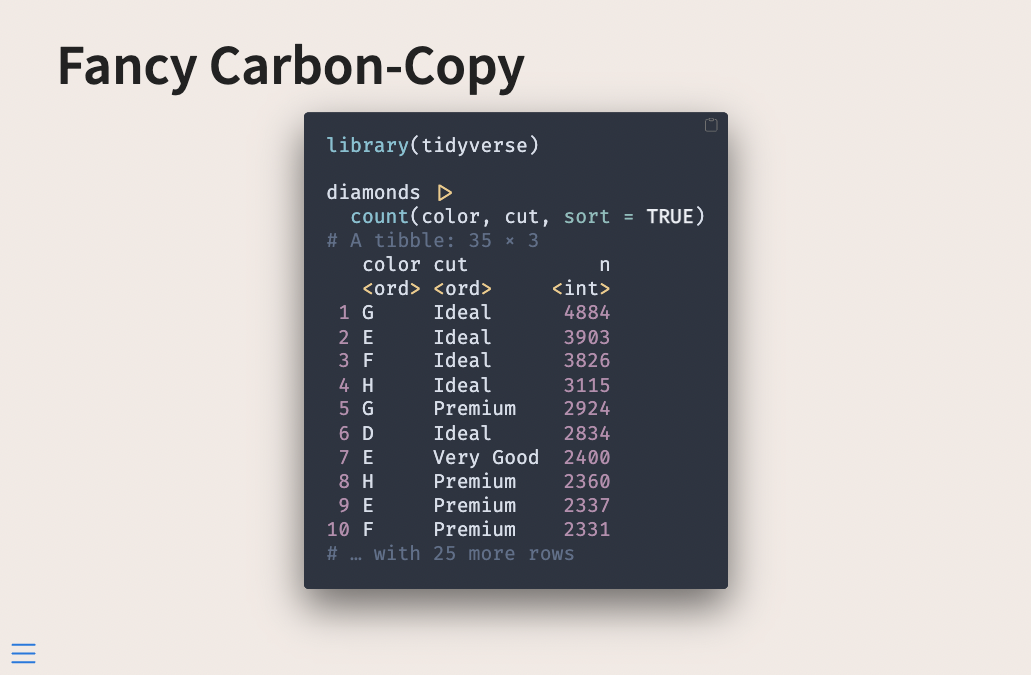 Fancy Carbon-Copy
library(tidyverse)
diamonds |>
  count(color, cut, sort = TRUE)
# A tibble: 35 × 3
   color cut           n
   <ord> <ord>     <int>
 1 G     Ideal      4884
 2 E     Ideal      3903
 3 F     Ideal      3826
 4 H     Ideal      3115
 5 G     Premium    2924
 6 D     Ideal      2834
 7 E     Very Good  2400
 8 H     Premium    2360
 9 E     Premium    2337
10 F     Premium    2331
# … with 25 more rows